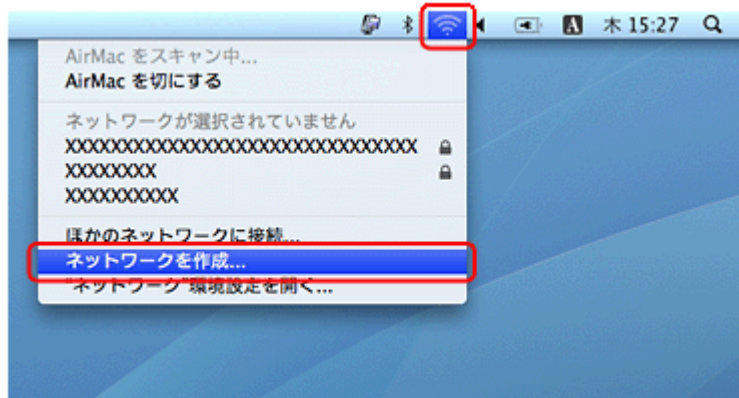 A 木 15:27
AirMac をスキャン中...
AirMac を切にする
ネットワークが選択されていません
XXXXXXXXXXXXXXXXXXXXXXXXXXXXXXXX
XXXXXXXX
XXXXXXXXXX
ほかのネットワークに接続...
ネットワークを作成...
"ネットワーク"環境設定を開く...